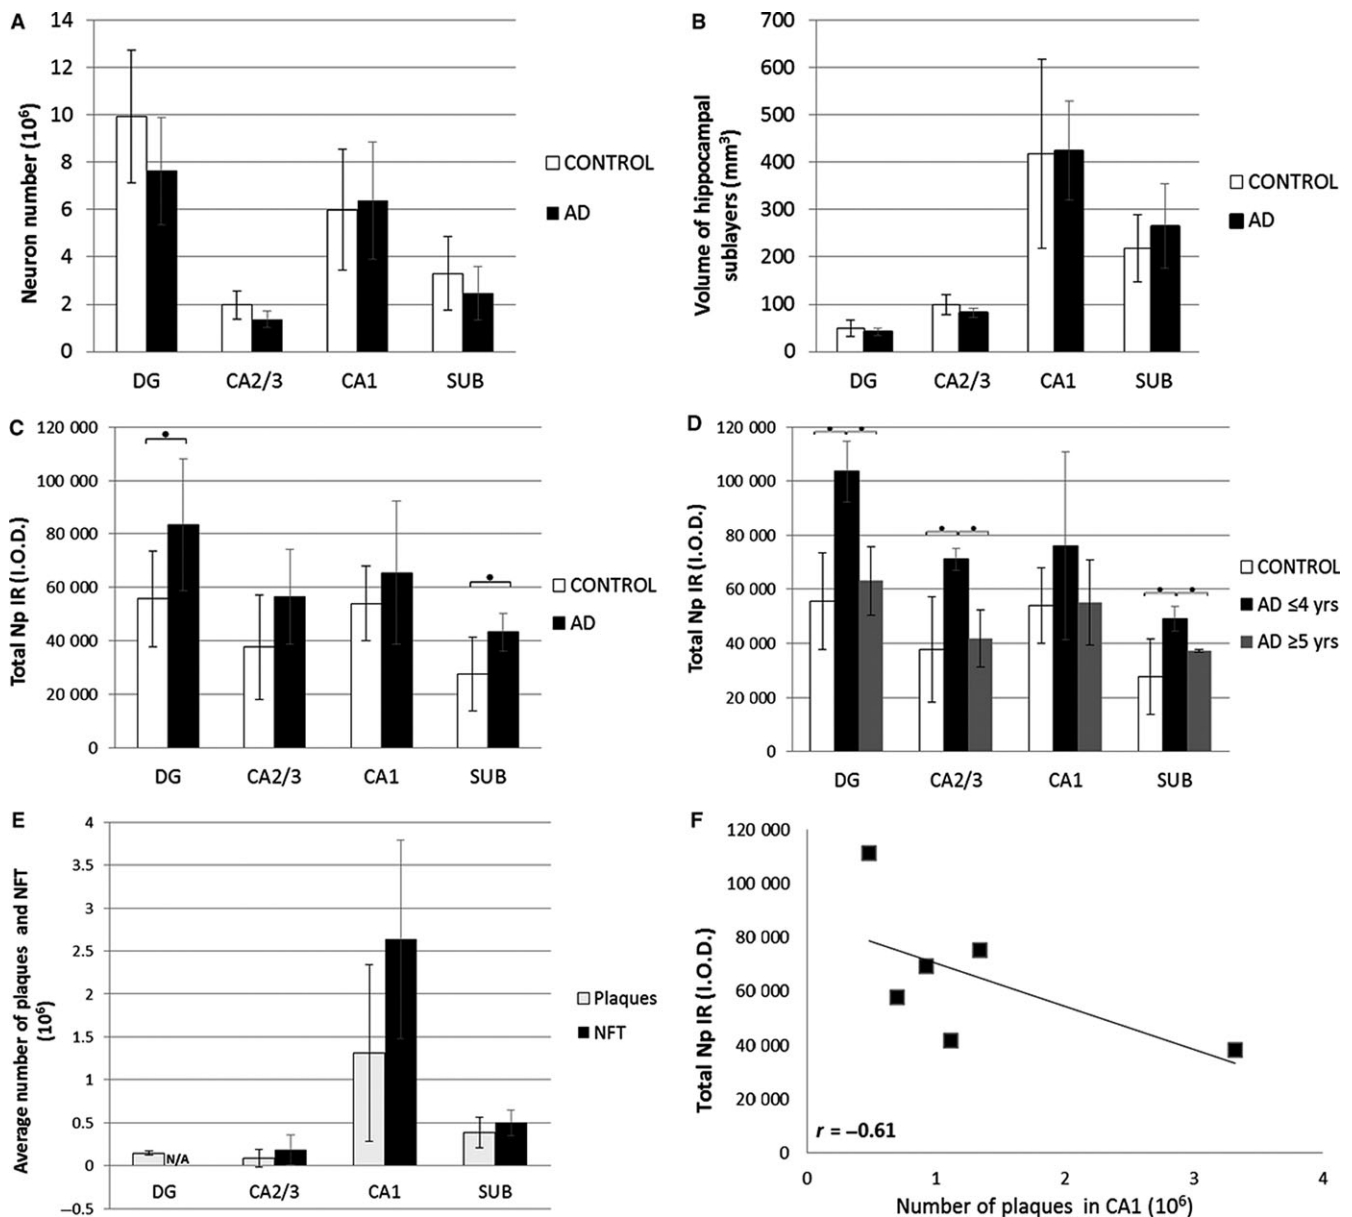 A
14
12
10
8
6
4
2
0
Neuron number (10⁶)
DG CA2/3 CA1 SUB
CONTROL
AD
B
700
600
500
400
300
200
100
0
Volume of hippocampal
sublayers (mm³)
DG CA2/3 CA1 SUB
CONTROL
AD
C
120 000
100 000
80 000
60 000
40 000
20 000
0
Total Np IR (I.O.D.)
DG CA2/3 CA1 SUB
CONTROL
AD
D
120 000
100 000
80 000
60 000
40 000
20 000
0
Total Np IR (I.O.D.)
DG CA2/3 CA1 SUB
CONTROL
AD ≤4 yrs
AD ≥5 yrs
E
4
3.5
3
2.5
2
1.5
1
0.5
0
–0.5
Average number of plaques and NFT
(10⁶)
N/A
DG CA2/3 CA1 SUB
Plaques
NFT
F
120 000
100 000
80 000
60 000
40 000
20 000
0
Total Np IR (I.O.D.)
r = –0.61
0 1 2 3 4
Number of plaques in CA1 (10⁶)